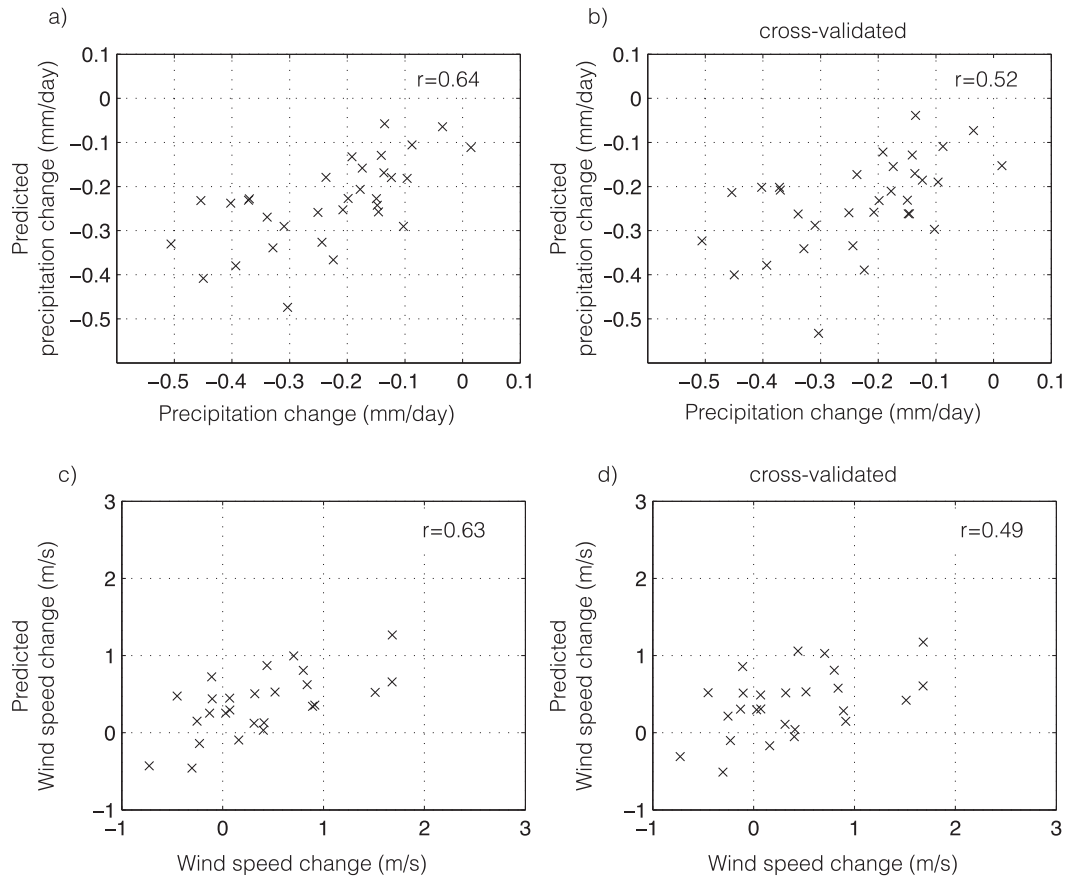 a)
r=0.64
0.1
0
−0.1
−0.2
−0.3
−0.4
−0.5
Predicted
precipitation change (mm/day)
−0.5 −0.4 −0.3 −0.2 −0.1 0 0.1
Precipitation change (mm/day)
b)
cross-validated
r=0.52
0.1
0
−0.1
−0.2
−0.3
−0.4
−0.5
Predicted
precipitation change (mm/day)
−0.5 −0.4 −0.3 −0.2 −0.1 0 0.1
Precipitation change (mm/day)
c)
r=0.63
3
2
1
0
−1
Predicted
Wind speed change (m/s)
−1 0 1 2 3
Wind speed change (m/s)
d)
cross-validated
r=0.49
3
2
1
0
−1
Predicted
Wind speed change (m/s)
−1 0 1 2 3
Wind speed change (m/s)